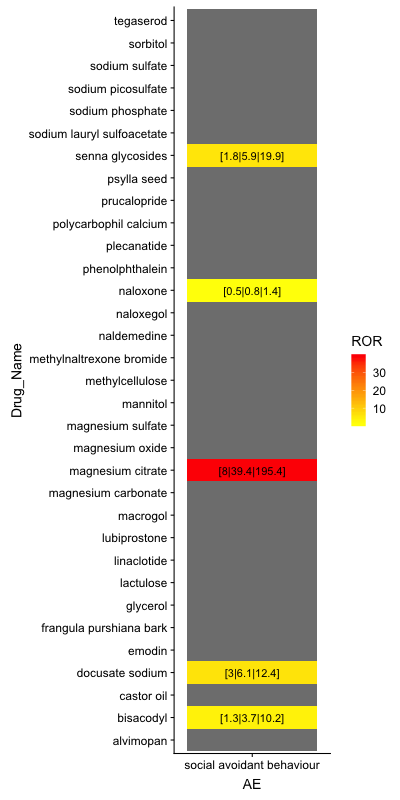 tegaserod
sorbitol
sodium sulfate
sodium picosulfate
sodium phosphate
sodium lauryl sulfoacetate
senna glycosides [1.8|5.9|19.9]
psylla seed
prucalopride
polycarbophil calcium
plecanatide
phenolphthalein
naloxone [0.5|0.8|1.4]
naloxegol
naldemedine
methylnaltrexone bromide
methylcellulose
mannitol
magnesium sulfate
magnesium oxide
magnesium citrate [8|39.4|195.4]
magnesium carbonate
macrogol
lubiprostone
linaclotide
lactulose
glycerol
frangula purshiana bark
emodin
docusate sodium [3|6.1|12.4]
castor oil
bisacodyl [1.3|3.7|10.2]
alvimopan
Drug_Name
social avoidant behaviour
AE
ROR
30
20
10